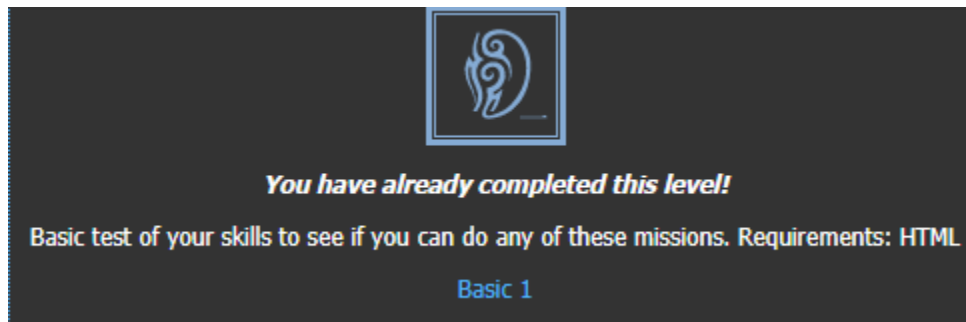 You have already completed this level!
Basic test of your skills to see if you can do any of these missions. Requirements: HTML
Basic 1